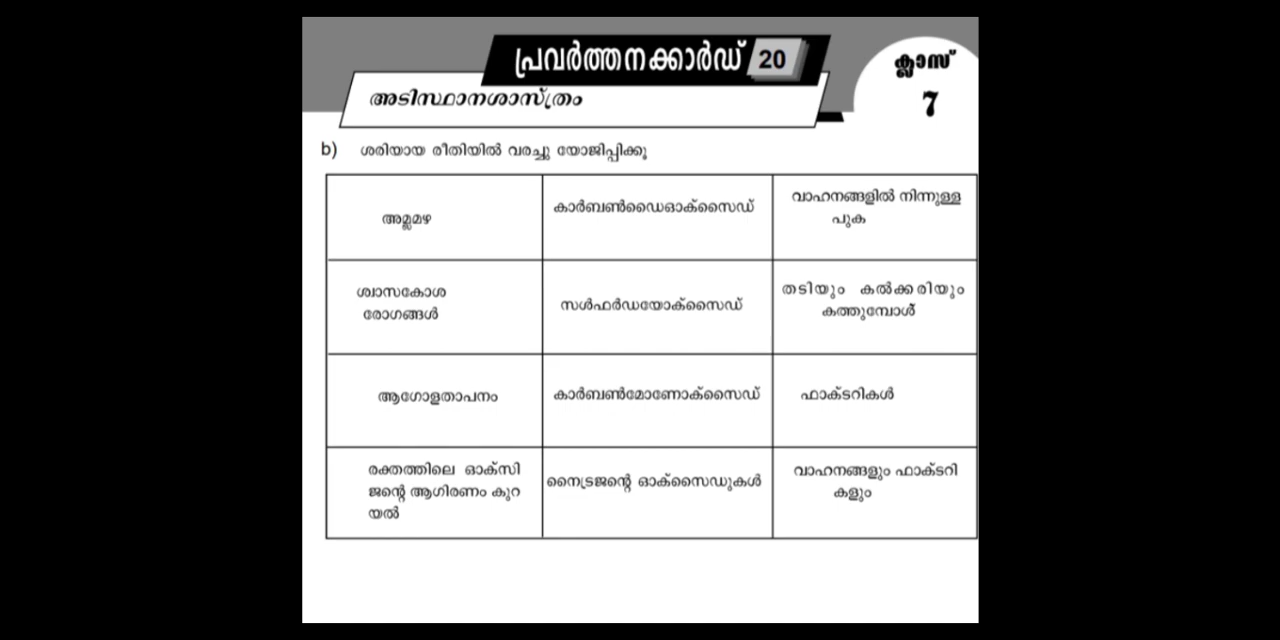 പ്രവർത്തനക്കാർഡ് 20
ക്ലാസ്
7
അടിസ്ഥാനശാസ്ത്രം
b) ശരിയായ രീതിയിൽ വരച്ചു യോജിപ്പിക്കൂ
അമ്ലമഴ
കാർബൺഡൈഓക്സൈഡ്
വാഹനങ്ങളിൽ നിന്നുള്ള
പുക
ശ്വാസകോശ
രോഗങ്ങൾ
സൾഫർഡയോക്സൈഡ്
തടിയും കൽക്കരിയും
കത്തുമ്പോൾ
ആഗോളതാപനം
കാർബൺമോണോക്സൈഡ്
ഫാക്ടറികൾ
രക്തത്തിലെ ഓക്സി
ജന്റെ ആഗിരണം കുറ
യൽ
നൈട്രജന്റെ ഓക്സൈഡുകൾ
വാഹനങ്ങളും ഫാക്ടറി
കളും